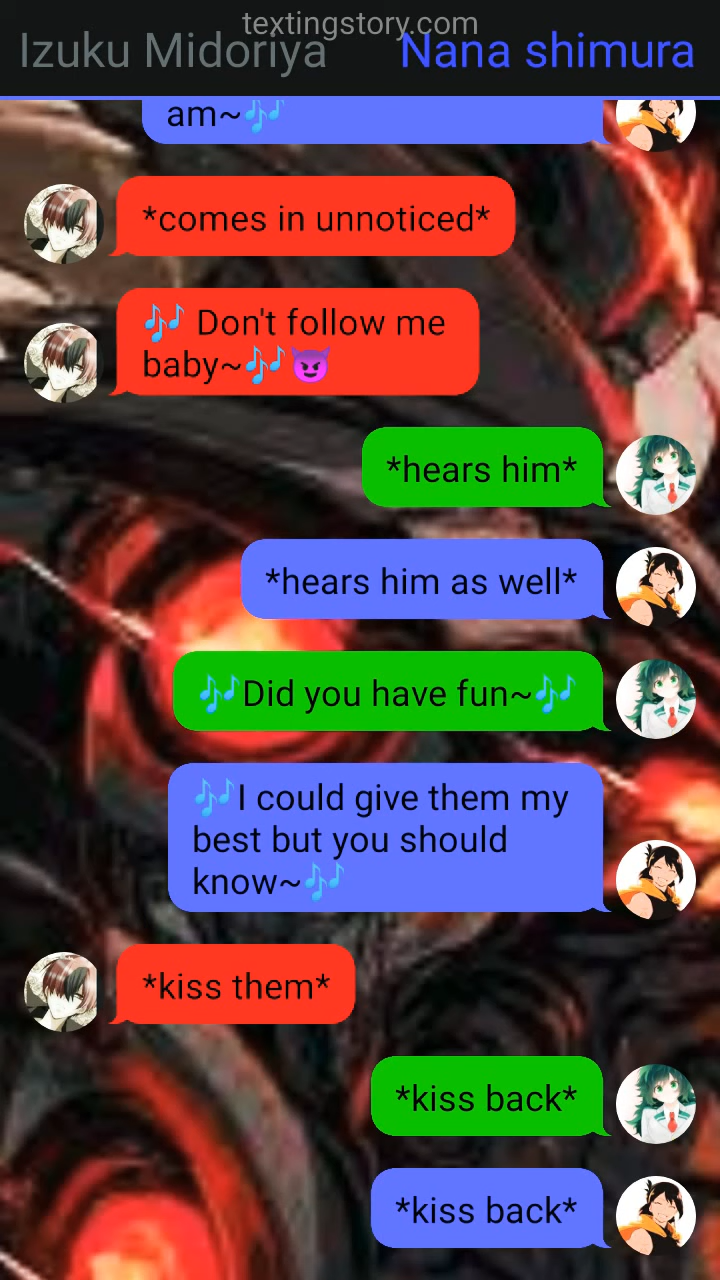 textingstory.com
Izuku Midoriya Nana shimura
am~🎶
*comes in unnoticed*
🎶 Don't follow me
baby~🎶😈
*hears him*
*hears him as well*
🎶Did you have fun~🎶
🎶I could give them my
best but you should
know~🎶
*kiss them*
*kiss back*
*kiss back*